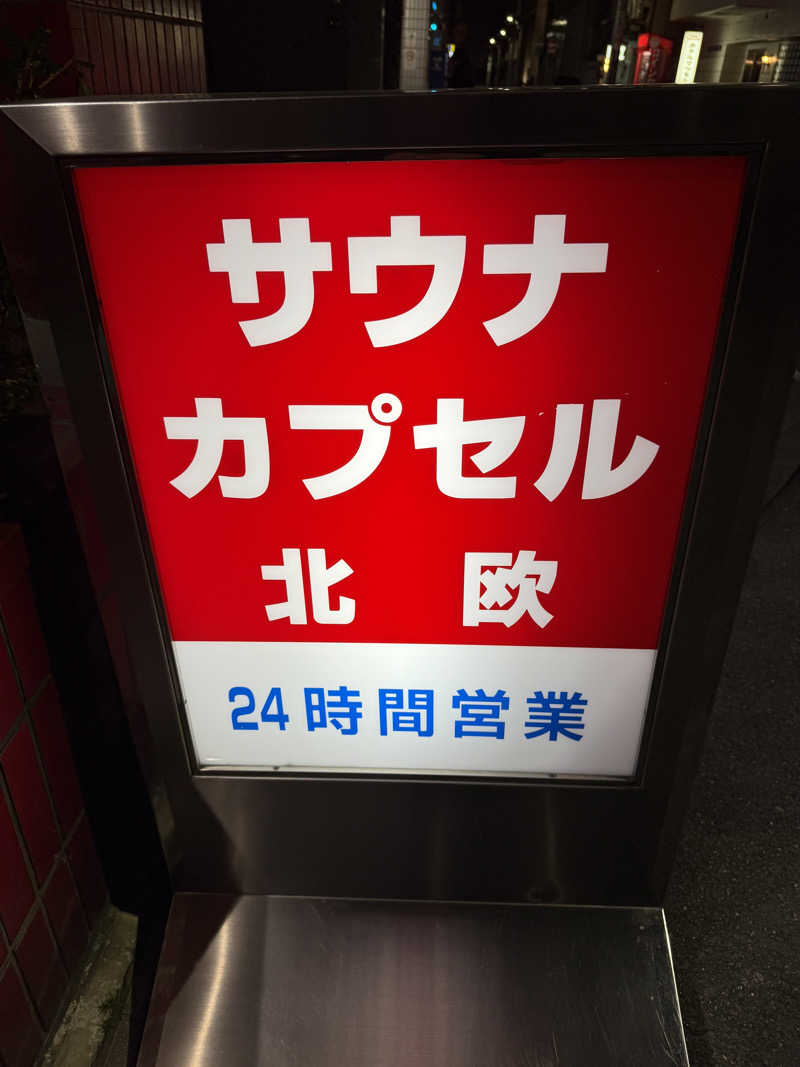 サウナ
カプセル
北 欧
24時間営業